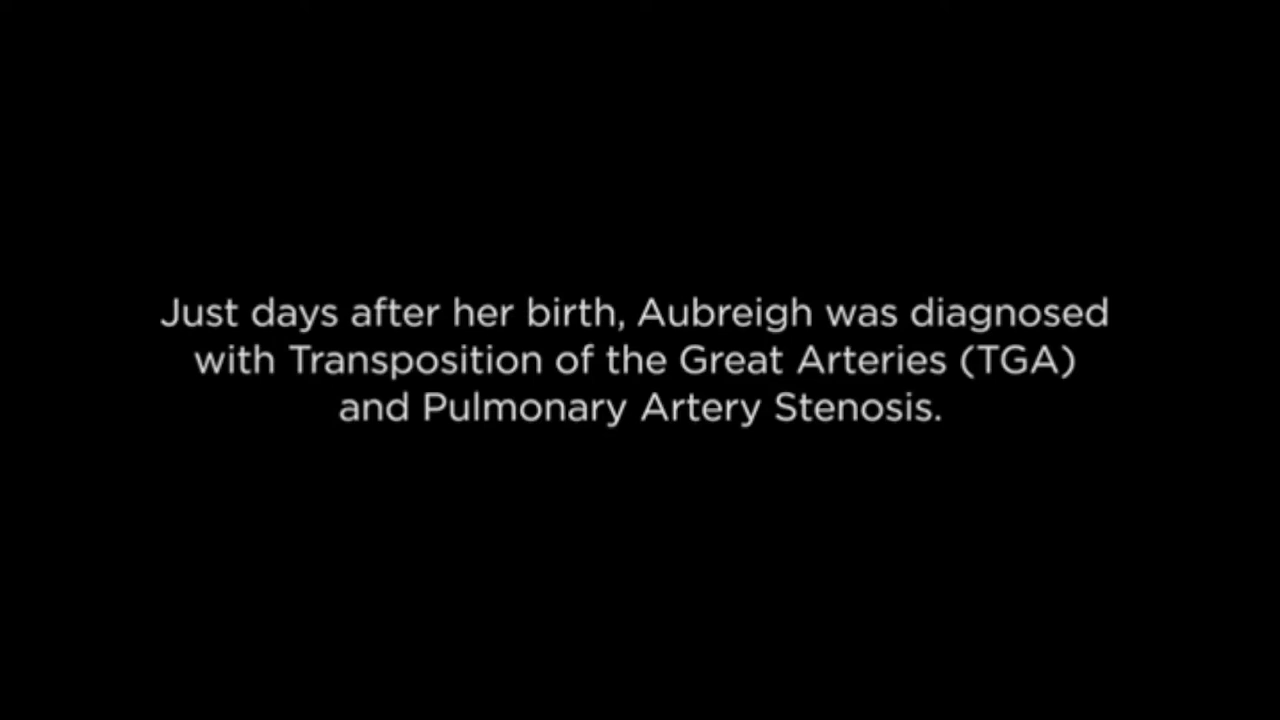 Just days after her birth, Aubreigh was diagnosed
with Transposition of the Great Arteries (TGA)
and Pulmonary Artery Stenosis.